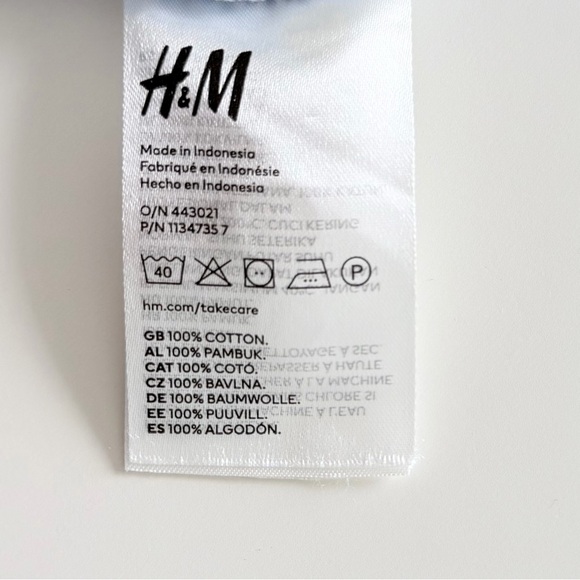 H&M
Made in Indonesia
Fabriqué en Indonésie
Hecho en Indonesia
O/N 443021
P/N 1134735 7
40 P
hm.com/takecare
GB 100% COTTON.
AL 100% PAMBUK.
CAT 100% COTÓ.
CZ 100% BAVLNA.
DE 100% BAUMWOLLE.
EE 100% PUUVILL.
ES 100% ALGODÓN.